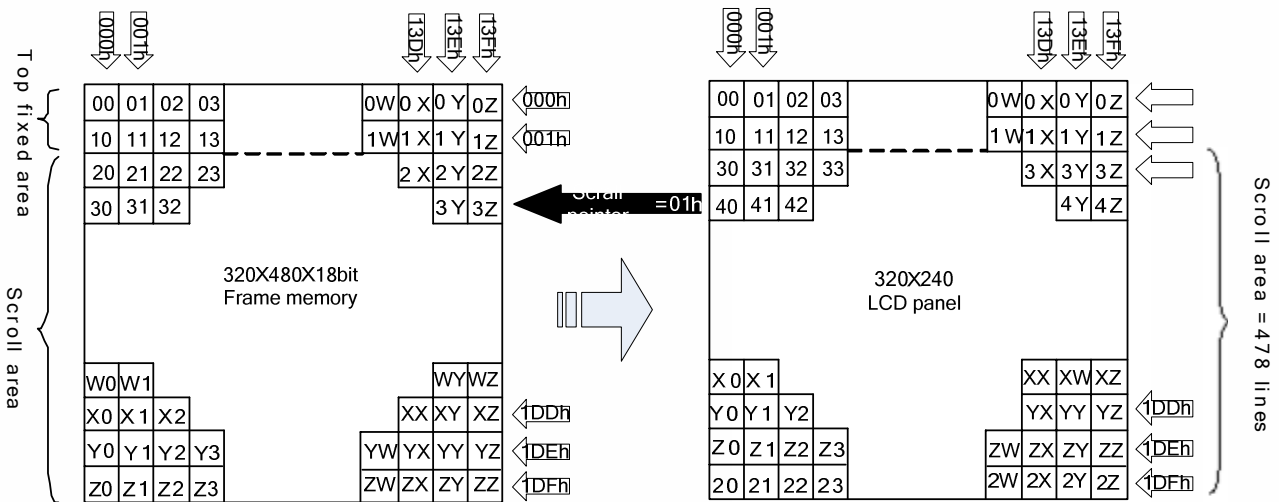 000h 001h 13Dh 13Eh 13Fh 000h 001h 13Dh 13Eh 13Fh
Top fixed area
00 01 02 03 0W 0X 0Y 0Z 000h 00 01 02 03 0W 0X 0Y 0Z
10 11 12 13 1W 1X 1Y 1Z 001h 10 11 12 13 1W 1X 1Y 1Z
20 21 22 23 2X 2Y 2Z 30 31 32 33 3X 3Y 3Z
30 31 32 3Y 3Z Scroll pointer =01h 40 41 42 4Y 4Z
320X480X18bit
Frame memory
320X240
LCD panel
Scroll area
Scroll area = 478 lines
W0 W1 WY WZ X0 X1 XX XW XZ
X0 X1 X2 XX XY XZ 1DDh Y0 Y1 Y2 YX YY YZ 1DDh
Y0 Y1 Y2 Y3 YW YX YY YZ 1DEh Z0 Z1 Z2 Z3 ZW ZX ZY ZZ 1DEh
Z0 Z1 Z2 Z3 ZW ZX ZY ZZ 1DFh 20 21 22 23 2W 2X 2Y 2Z 1DFh